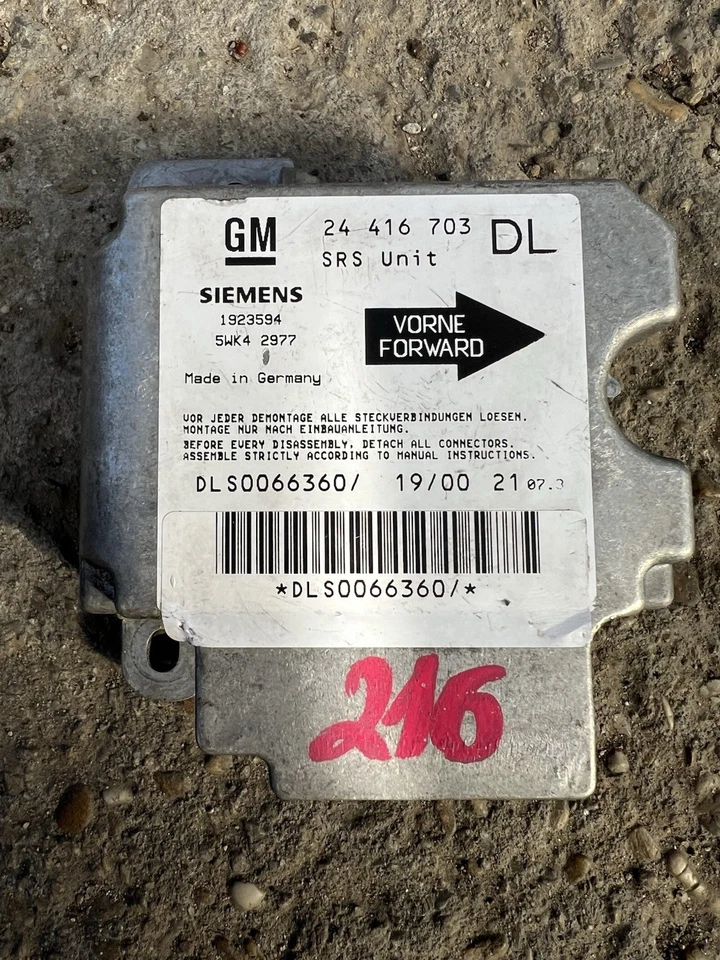 GM
24 416 703 DL
SRS Unit
SIEMENS
1923594
5WK4 2977
VORNE
FORWARD
Made in Germany
VOR JEDER DEMONTAGE ALLE STECKVERBINDUNGEN LOESEN.
MONTAGE NUR NACH EINBAUANLEITUNG.
BEFORE EVERY DISASSEMBLY, DETACH ALL CONNECTORS.
ASSEMBLE STRICTLY ACCORDING TO MANUAL INSTRUCTIONS.
DLS0066360/ 19/00 21
*DLS0066360/*
216